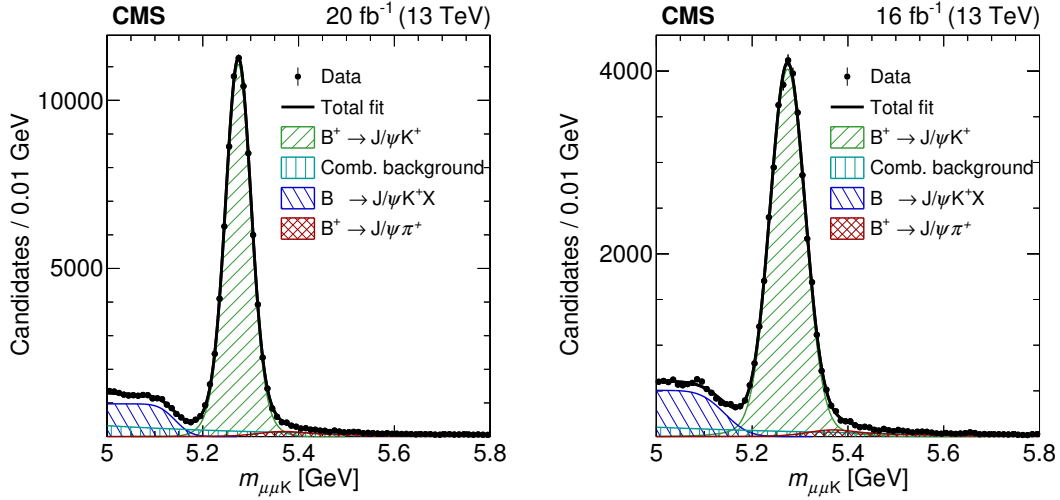 CMS 20 fb⁻¹ (13 TeV)
Candidates / 0.01 GeV
10000
5000
Data
Total fit
B⁺ → J/ψK⁺
Comb. background
B → J/ψK⁺X
B⁺ → J/ψπ⁺
5 5.2 5.4 5.6 5.8
m_μμK [GeV]
CMS 16 fb⁻¹ (13 TeV)
Candidates / 0.01 GeV
4000
2000
Data
Total fit
B⁺ → J/ψK⁺
Comb. background
B → J/ψK⁺X
B⁺ → J/ψπ⁺
5 5.2 5.4 5.6 5.8
m_μμK [GeV]